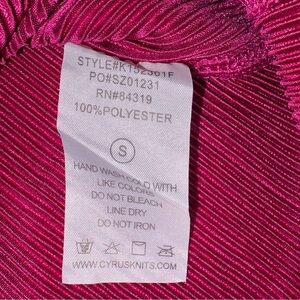 STYLE#K152361F
PO#SZ01231
RN#84319
100%POLYESTER
S
HAND WASH COLD WITH
LIKE COLORS
DO NOT BLEACH
LINE DRY
DO NOT IRON
WWW.CYRUSKNITS.COM